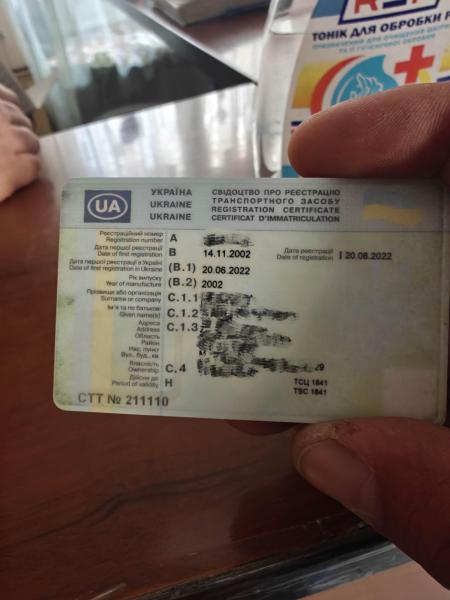 ТОНІК ДЛЯ ОБРОБКИ Р
UA
УКРАЇНА
UKRAINE
UKRAINE
СВІДОЦТВО ПРО РЕЄСТРАЦІЮ
ТРАНСПОРТНОГО ЗАСОБУ
REGISTRATION CERTIFICATE
CERTIFICAT D'IMMATRICULATION
Реєстраційний номер
Registration number A
Дата першої реєстрації
Date of first registration B 14.11.2002
Дата реєстрації
Date of registration I 20.08.2022
Дата першої реєстрації в Україні
Date of first registration in Ukraine (B.1) 20.06.2022
Рік випуску
Year of manufacture (B.2) 2002
Прізвище або організація
Surname or company C.1.1
Ім'я та по батькові
Given name(s) C.1.2
Адреса
Address C.1.3
Область
Район
Нас. пункт
Вул., буд., кв.
Власність
Ownership C.4
Дійсне до
Period of validity H
ТСЦ 1841
TSC 1841
СТТ № 211110